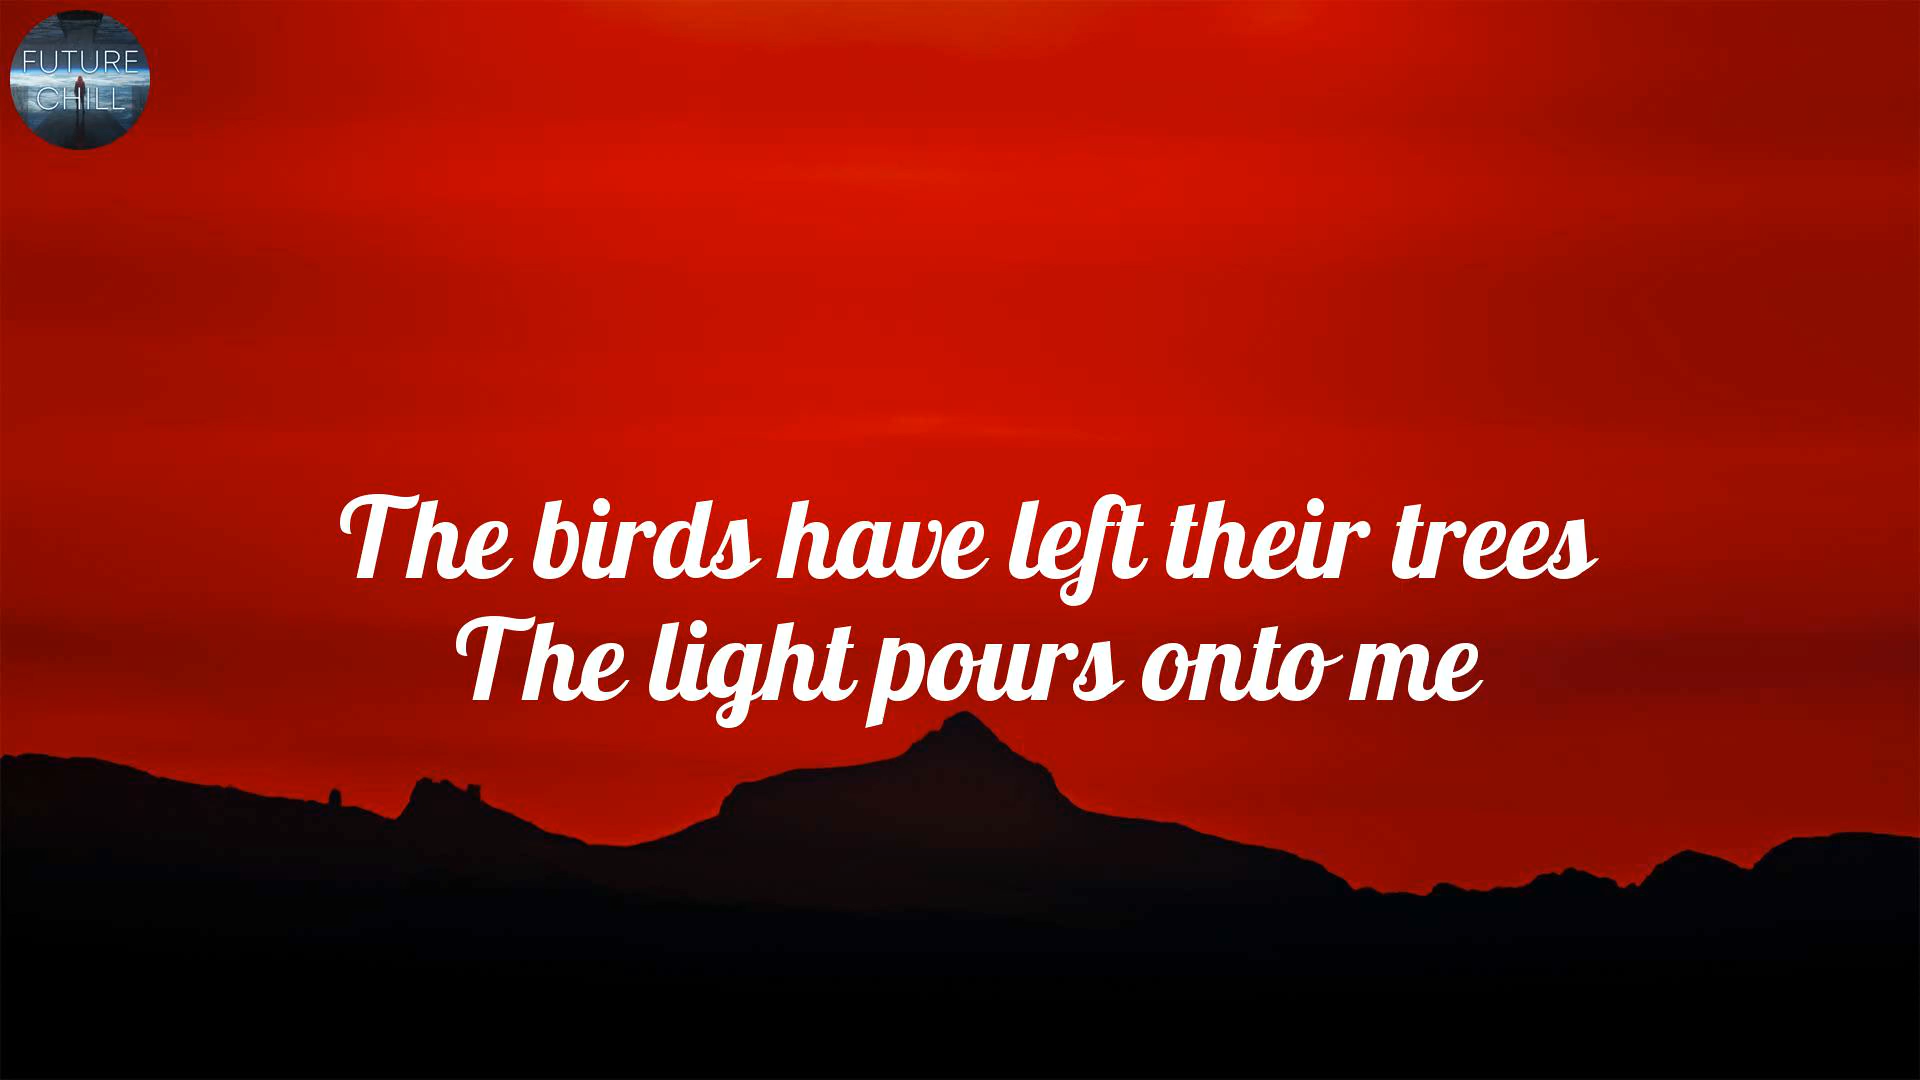 FUTURE
CHILL
The birds have left their trees
The light pours onto me